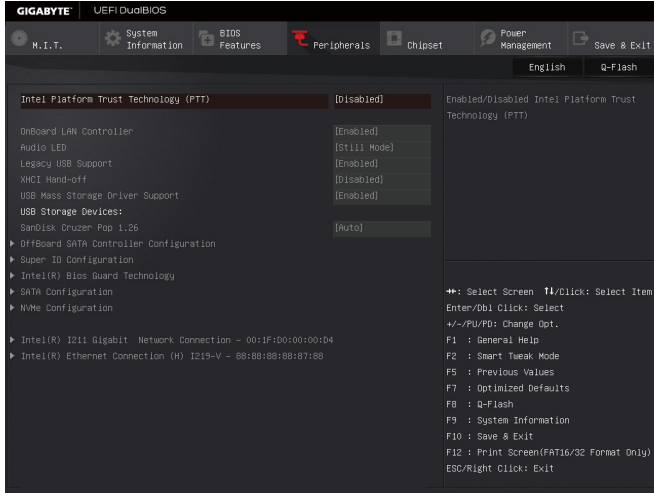 GIGABYTE™ UEFI DualBIOS
M.I.T.
System Information
BIOS Features
Peripherals
Chipset
Power Management
Save & Exit
English Q-Flash
Intel Platform Trust Technology (PTT) [Disabled]
Enabled/Disabled Intel Platform Trust
Technology (PTT)
OnBoard LAN Controller [Enabled]
Audio LED [Still Mode]
Legacy USB Support [Enabled]
XHCI Hand-off [Disabled]
USB Mass Storage Driver Support [Enabled]
USB Storage Devices:
SanDisk Cruzer Pop 1.26 [Auto]
OffBoard SATA Controller Configuration
Super IO Configuration
Intel(R) Bios Guard Technology
SATA Configuration
NVMe Configuration
Intel(R) I211 Gigabit Network Connection - 00:1F:D0:00:00:D4
Intel(R) Ethernet Connection (H) I219-V - 88:88:88:88:87:88
→←: Select Screen ↑↓/Click: Select Item
Enter/Dbl Click: Select
+/-/PU/PD: Change Opt.
F1 : General Help
F2 : Smart Tweak Mode
F5 : Previous Values
F7 : Optimized Defaults
F8 : Q-Flash
F9 : System Information
F10 : Save & Exit
F12 : Print Screen(FAT16/32 Format Only)
ESC/Right Click: Exit